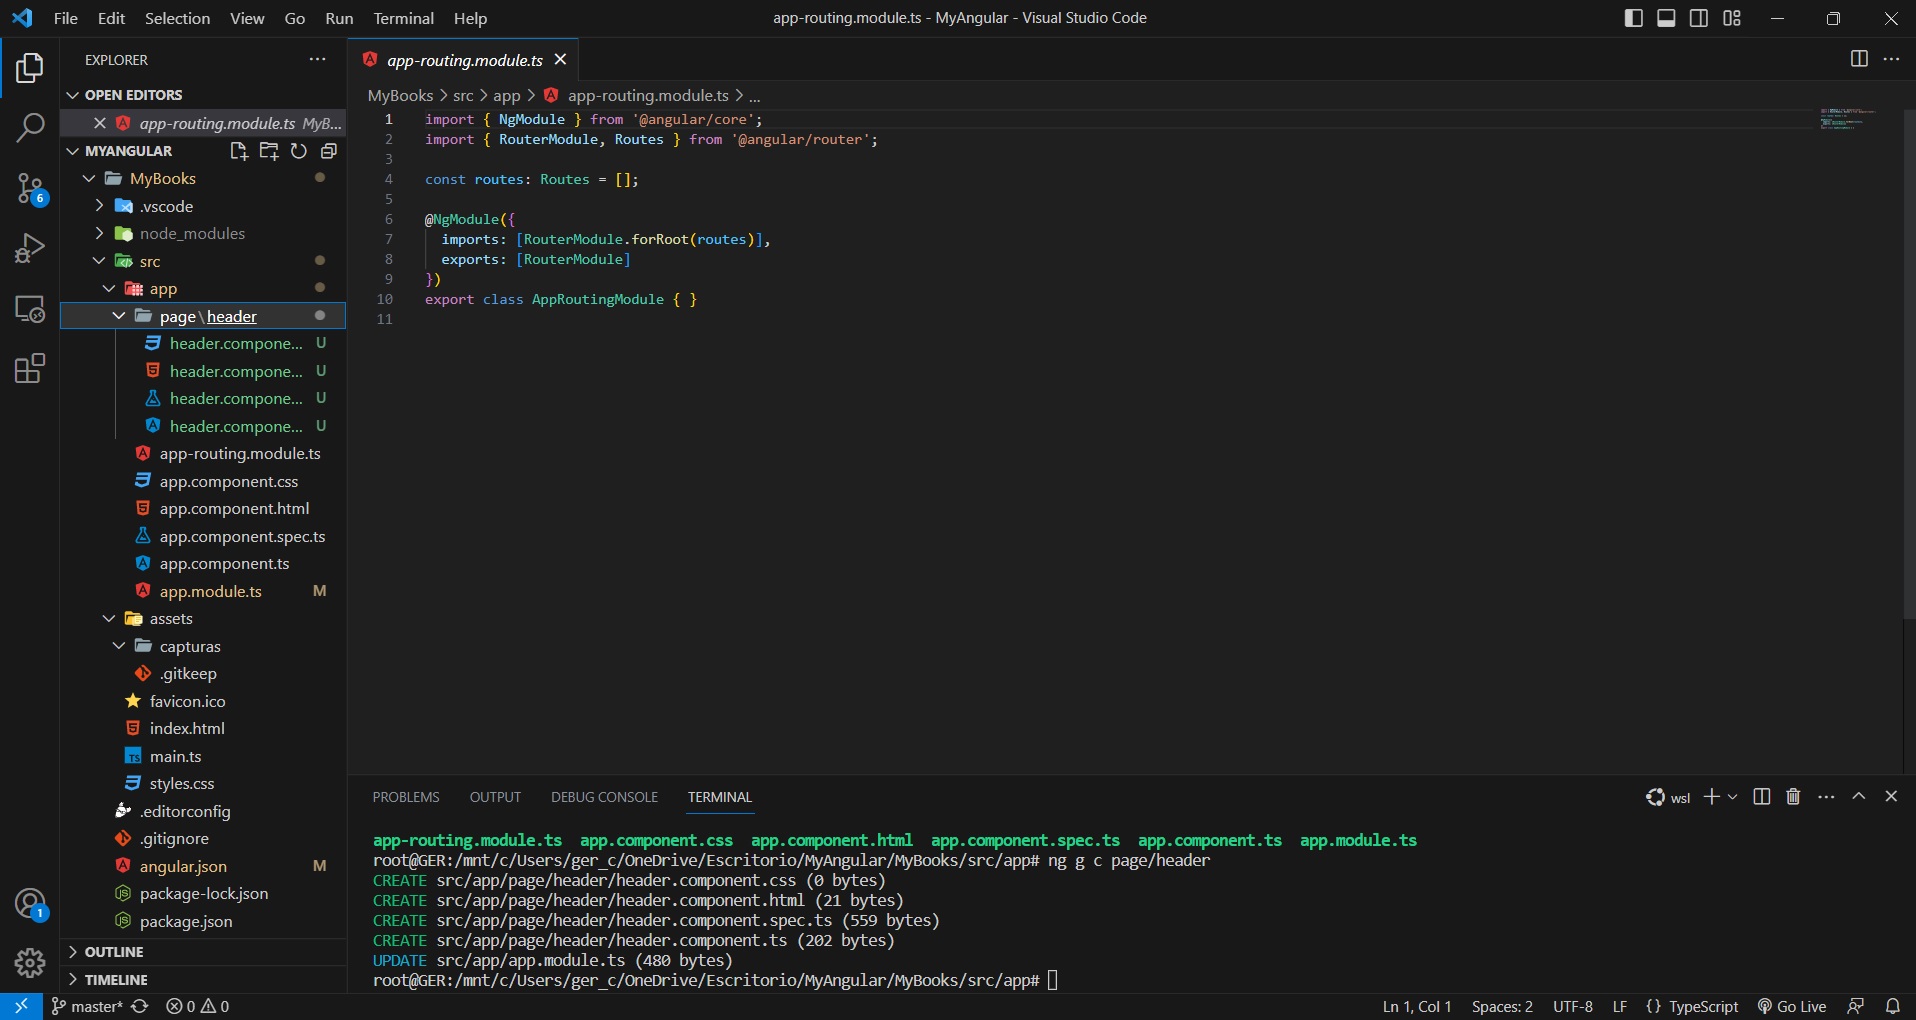 File Edit Selection View Go Run Terminal Help
app-routing.module.ts - MyAngular - Visual Studio Code
EXPLORER
OPEN EDITORS
app-routing.module.ts MyB...
MYANGULAR
MyBooks
.vscode
node_modules
src
app
page\header
header.compone... U
header.compone... U
header.compone... U
header.compone... U
app-routing.module.ts
app.component.css
app.component.html
app.component.spec.ts
app.component.ts
app.module.ts M
assets
capturas
.gitkeep
favicon.ico
index.html
TS main.ts
styles.css
.editorconfig
.gitignore
angular.json M
package-lock.json
package.json
OUTLINE
TIMELINE
6
1
app-routing.module.ts
MyBooks > src > app > app-routing.module.ts > ...
1 import { NgModule } from '@angular/core';
2 import { RouterModule, Routes } from '@angular/router';
3
4 const routes: Routes = [];
5
6 @NgModule({
7 imports: [RouterModule.forRoot(routes)],
8 exports: [RouterModule]
9 })
10 export class AppRoutingModule { }
11
PROBLEMS OUTPUT DEBUG CONSOLE TERMINAL
wsl
app-routing.module.ts app.component.css app.component.html app.component.spec.ts app.component.ts app.module.ts
root@GER:/mnt/c/Users/ger_c/OneDrive/Escritorio/MyAngular/MyBooks/src/app# ng g c page/header
CREATE src/app/page/header/header.component.css (0 bytes)
CREATE src/app/page/header/header.component.html (21 bytes)
CREATE src/app/page/header/header.component.spec.ts (559 bytes)
CREATE src/app/page/header/header.component.ts (202 bytes)
UPDATE src/app/app.module.ts (480 bytes)
root@GER:/mnt/c/Users/ger_c/OneDrive/Escritorio/MyAngular/MyBooks/src/app#
master* 0 0
Ln 1, Col 1 Spaces: 2 UTF-8 LF {} TypeScript Go Live